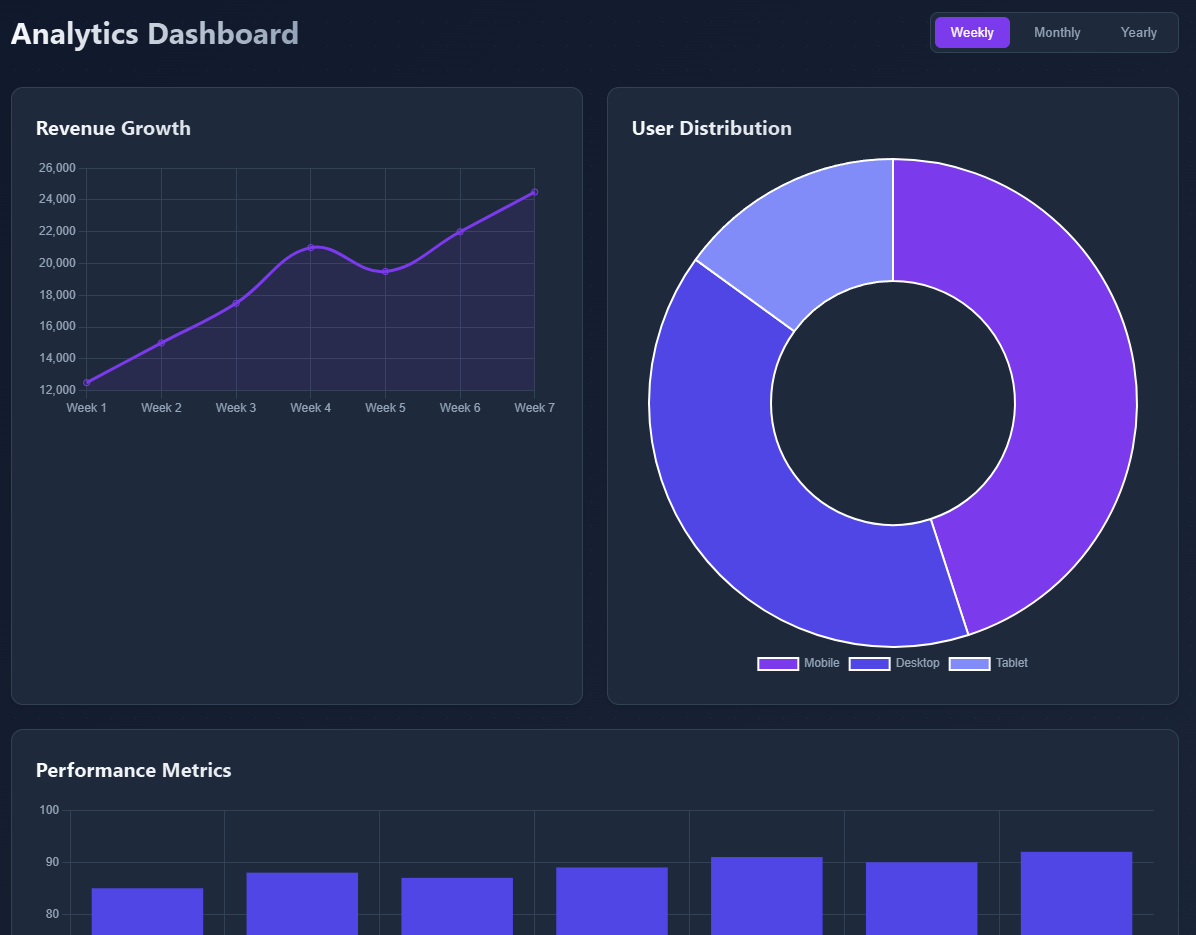 Analytics Dashboard
Weekly Monthly Yearly
Revenue Growth
26,000
24,000
22,000
20,000
18,000
16,000
14,000
12,000
Week 1 Week 2 Week 3 Week 4 Week 5 Week 6 Week 7
User Distribution
Mobile Desktop Tablet
Performance Metrics
100
90
80